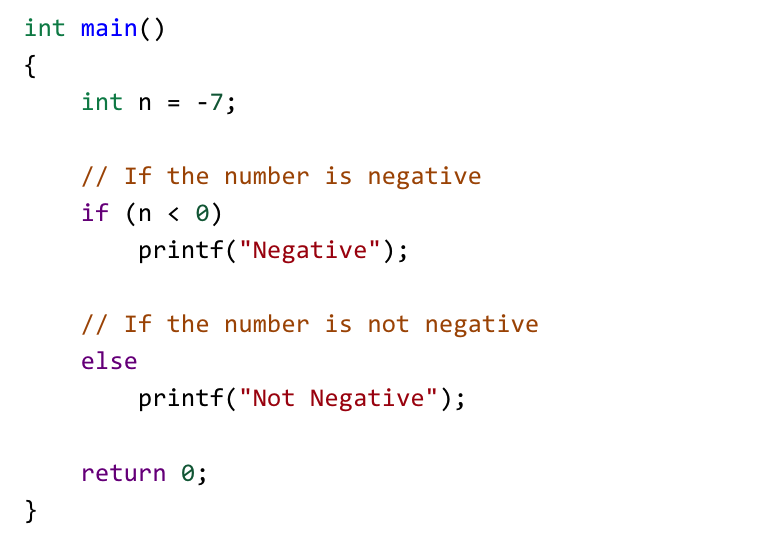 int main()
{
    int n = -7;

    // If the number is negative
    if (n < 0)
        printf("Negative");

    // If the number is not negative
    else
        printf("Not Negative");

    return 0;
}